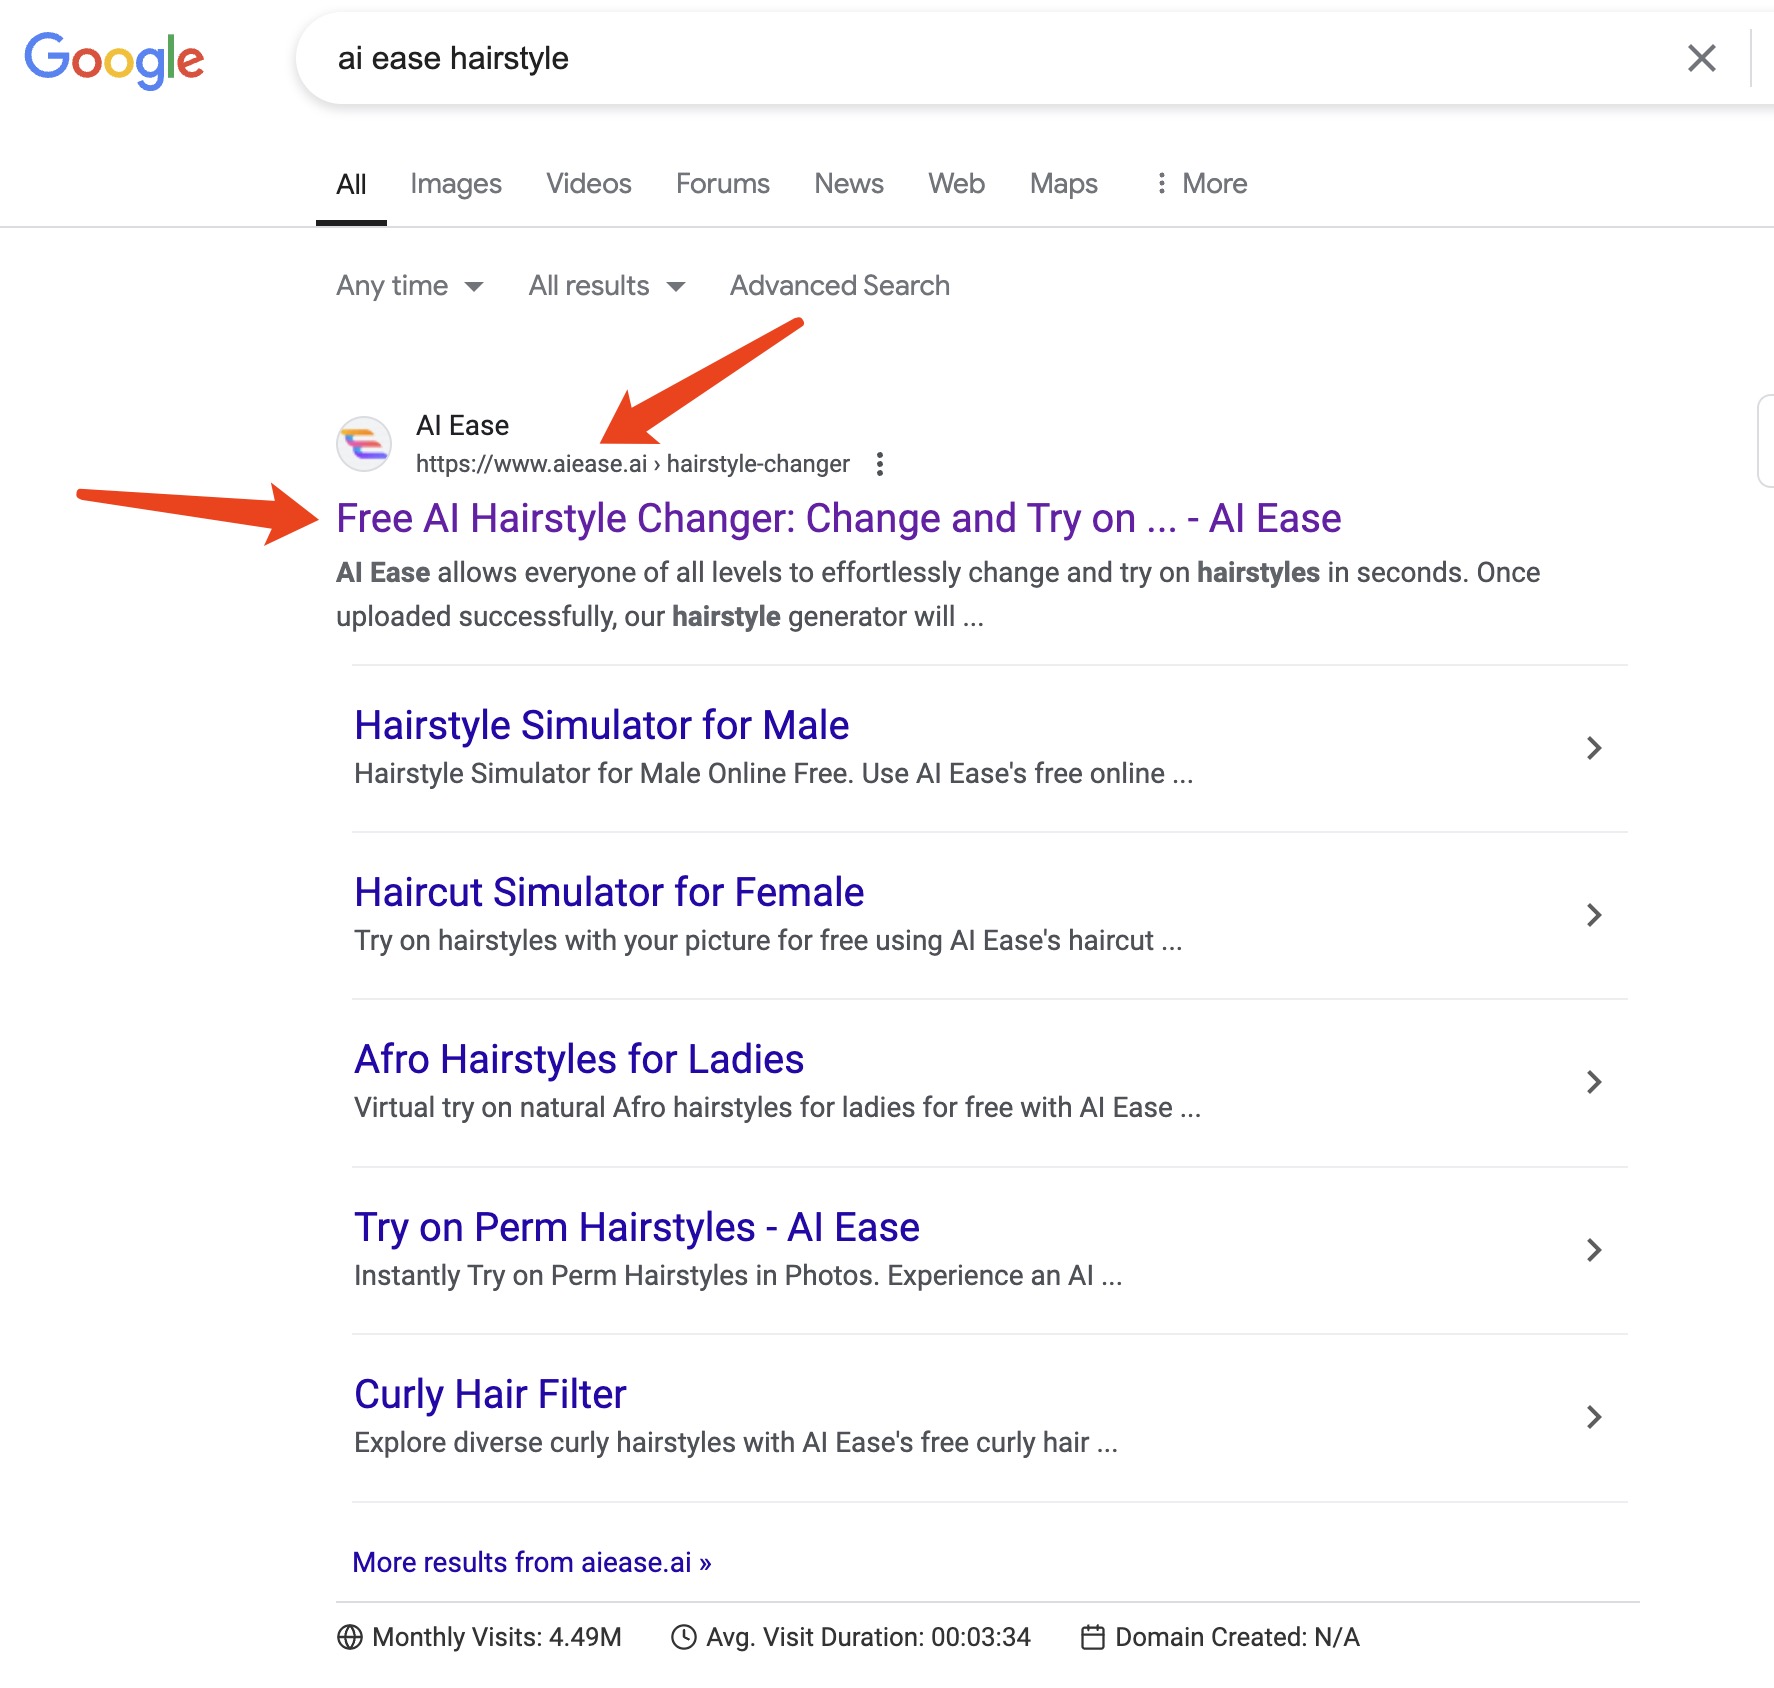 Google
ai ease hairstyle
All Images Videos Forums News Web Maps More
Any time All results Advanced Search
AI Ease
https://www.aiease.ai › hairstyle-changer
Free AI Hairstyle Changer: Change and Try on ... - AI Ease
AI Ease allows everyone of all levels to effortlessly change and try on hairstyles in seconds. Once
uploaded successfully, our hairstyle generator will ...
Hairstyle Simulator for Male
Hairstyle Simulator for Male Online Free. Use AI Ease's free online ...
Haircut Simulator for Female
Try on hairstyles with your picture for free using AI Ease's haircut ...
Afro Hairstyles for Ladies
Virtual try on natural Afro hairstyles for ladies for free with AI Ease ...
Try on Perm Hairstyles - AI Ease
Instantly Try on Perm Hairstyles in Photos. Experience an AI ...
Curly Hair Filter
Explore diverse curly hairstyles with AI Ease's free curly hair ...
More results from aiease.ai »
Monthly Visits: 4.49M Avg. Visit Duration: 00:03:34 Domain Created: N/A